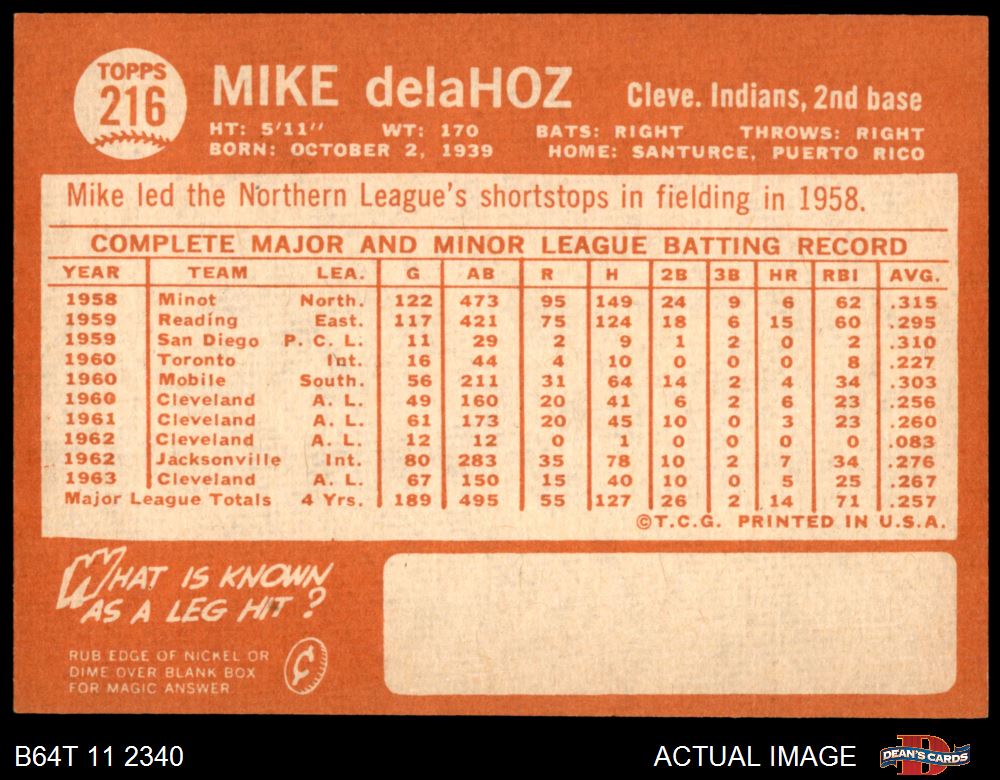 TOPPS
216
MIKE delaHOZ Cleve. Indians, 2nd base
HT: 5'11" WT: 170 BATS: RIGHT THROWS: RIGHT
BORN: OCTOBER 2, 1939 HOME: SANTURCE, PUERTO RICO
Mike led the Northern League's shortstops in fielding in 1958.
COMPLETE MAJOR AND MINOR LEAGUE BATTING RECORD
YEAR TEAM LEA. G AB R H 2B 3B HR RBI AVG.
1958 Minot North. 122 473 95 149 24 9 6 62 .315
1959 Reading East. 117 421 75 124 18 6 15 60 .295
1959 San Diego P. C. L. 11 29 2 9 1 2 0 2 .310
1960 Toronto Int. 16 44 4 10 0 0 0 8 .227
1960 Mobile South. 56 211 31 64 14 2 4 34 .303
1960 Cleveland A. L. 49 160 20 41 6 2 6 23 .256
1961 Cleveland A. L. 61 173 20 45 10 0 3 23 .260
1962 Cleveland A. L. 12 12 0 1 0 0 0 0 .083
1962 Jacksonville Int. 80 283 35 78 10 2 7 34 .276
1963 Cleveland A. L. 67 150 15 40 10 0 5 25 .267
Major League Totals 4 Yrs. 189 495 55 127 26 2 14 71 .257
©T.C.G. PRINTED IN U.S.A.
WHAT IS KNOWN
AS A LEG HIT?
RUB EDGE OF NICKEL OR
DIME OVER BLANK BOX
FOR MAGIC ANSWER
¢
B64T 11 2340 ACTUAL IMAGE DEAN'S CARDS